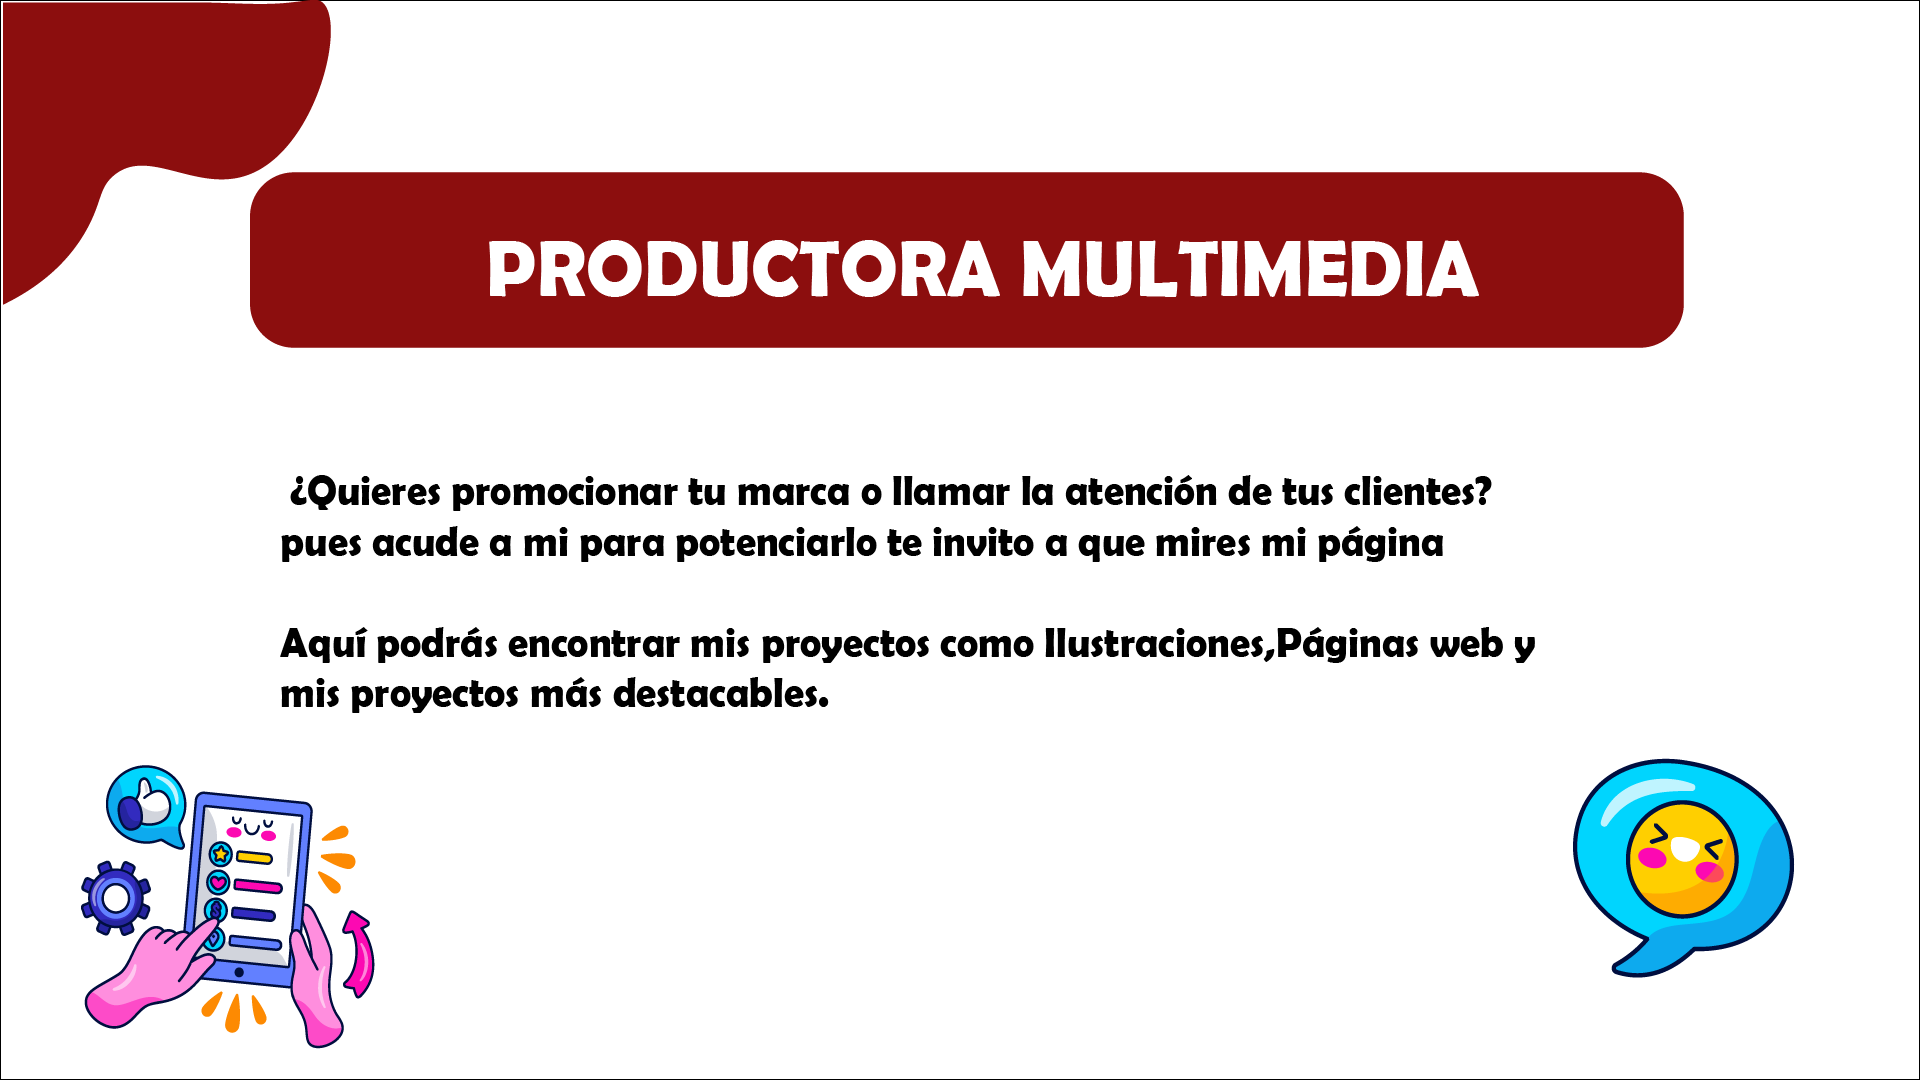 PRODUCTORA MULTIMEDIA
¿Quieres promocionar tu marca o llamar la atención de tus clientes?
pues acude a mi para potenciarlo te invito a que mires mi página
Aquí podrás encontrar mis proyectos como Ilustraciones,Páginas web y
mis proyectos más destacables.